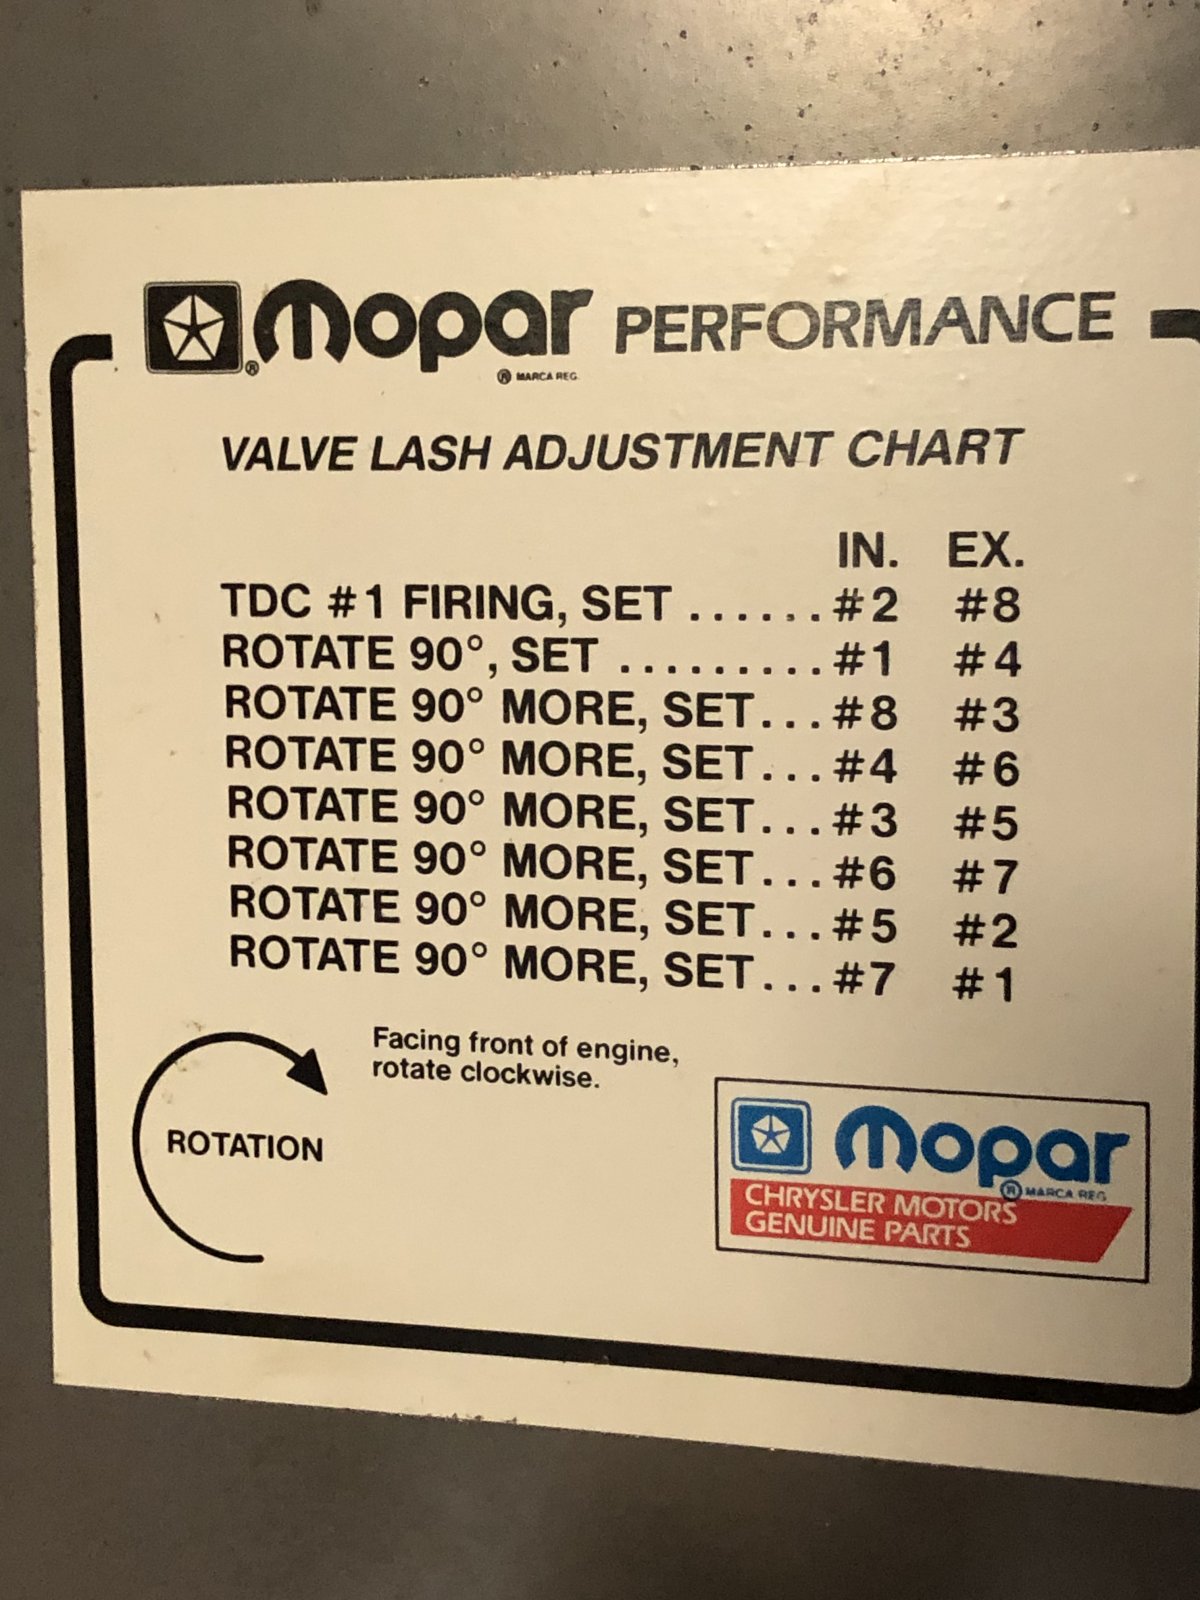 ® mopar PERFORMANCE
® MARCA REG.
VALVE LASH ADJUSTMENT CHART
IN. EX.
TDC #1 FIRING, SET ...... #2 #8
ROTATE 90°, SET ......... #1 #4
ROTATE 90° MORE, SET... #8 #3
ROTATE 90° MORE, SET... #4 #6
ROTATE 90° MORE, SET... #3 #5
ROTATE 90° MORE, SET... #6 #7
ROTATE 90° MORE, SET... #5 #2
ROTATE 90° MORE, SET... #7 #1
Facing front of engine,
rotate clockwise.
ROTATION
mopar
® MARCA REG
CHRYSLER MOTORS
GENUINE PARTS